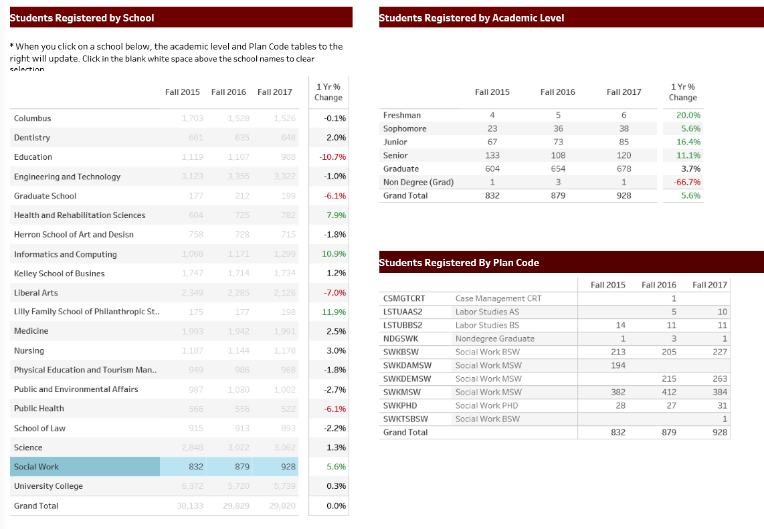 Students Registered by School
* When you click on a school below, the academic level and Plan Code tables to the
right will update. Click in the blank white space above the school names to clear
selection
Fall 2015 Fall 2016 Fall 2017 1 Yr % Change
Columbus 1,703 1,528 1,526 -0.1%
Dentistry 661 635 648 2.0%
Education 1,119 1,107 988 -10.7%
Engineering and Technology 3,123 3,355 3,322 -1.0%
Graduate School 177 212 199 -6.1%
Health and Rehabilitation Sciences 604 725 782 7.9%
Herron School of Art and Design 758 728 715 -1.8%
Informatics and Computing 1,171 1,299 10.9%
Kelley School of Busines 1,747 1,714 1,734 1.2%
Liberal Arts 2,349 2,285 2,126 -7.0%
Lilly Family School of Philanthropic St.. 175 177 198 11.9%
Medicine 1,993 1,942 1,991 2.5%
Nursing 1,187 1,144 1,178 3.0%
Physical Education and Tourism Man.. 949 986 968 -1.8%
Public and Environmental Affairs 987 1,030 1,002 -2.7%
Public Health 566 556 522 -6.1%
School of Law 915 913 893 -2.2%
Science 2,848 3,022 3,062 1.3%
Social Work 832 879 928 5.6%
University College 6,372 5,720 5,739 0.3%
Grand Total 30,133 29,829 29,820 0.0%
Students Registered by Academic Level
Fall 2015 Fall 2016 Fall 2017 1 Yr % Change
Freshman 4 5 6 20.0%
Sophomore 23 36 38 5.6%
Junior 67 73 85 16.4%
Senior 133 108 120 11.1%
Graduate 604 654 678 3.7%
Non Degree (Grad) 1 3 1 -66.7%
Grand Total 832 879 928 5.6%
Students Registered By Plan Code
Fall 2015 Fall 2016 Fall 2017
CSMGTCRT Case Management CRT 1
LSTUAAS2 Labor Studies AS 5 10
LSTUBBS2 Labor Studies BS 14 11 11
NDGSWK Nondegree Graduate 1 3 1
SWKBSW Social Work BSW 213 205 227
SWKDAMSW Social Work MSW 194
SWKDEMSW Social Work MSW 215 263
SWKMSW Social Work MSW 382 412 384
SWKPHD Social Work PHD 28 27 31
SWKTSBSW Social Work BSW 1
Grand Total 832 879 928